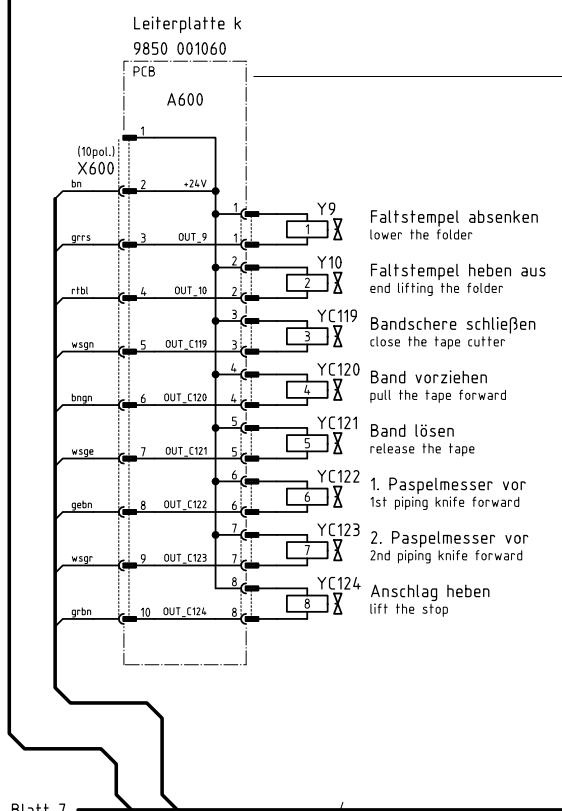 Leiterplatte k
9850 001060
PCB
A600
1
(10pol.)
X600
bn 2 +24V
1 Y9 Faltstempel absenken
1 lower the folder
grrs 3 OUT_9 1
2 Y10 Faltstempel heben aus
2 end lifting the folder
rtbl 4 OUT_10 2
3 YC119 Bandschere schließen
3 close the tape cutter
wsgn 5 OUT_C119 3
4 YC120 Band vorziehen
4 pull the tape forward
bngn 6 OUT_C120 4
5 YC121 Band lösen
5 release the tape
wsge 7 OUT_C121 5
6 YC122 1. Paspelmesser vor
6 1st piping knife forward
gebn 8 OUT_C122 6
7 YC123 2. Paspelmesser vor
7 2nd piping knife forward
wsgr 9 OUT_C123 7
8 YC124 Anschlag heben
8 lift the stop
grbn 10 OUT_C124 8
Blatt 7